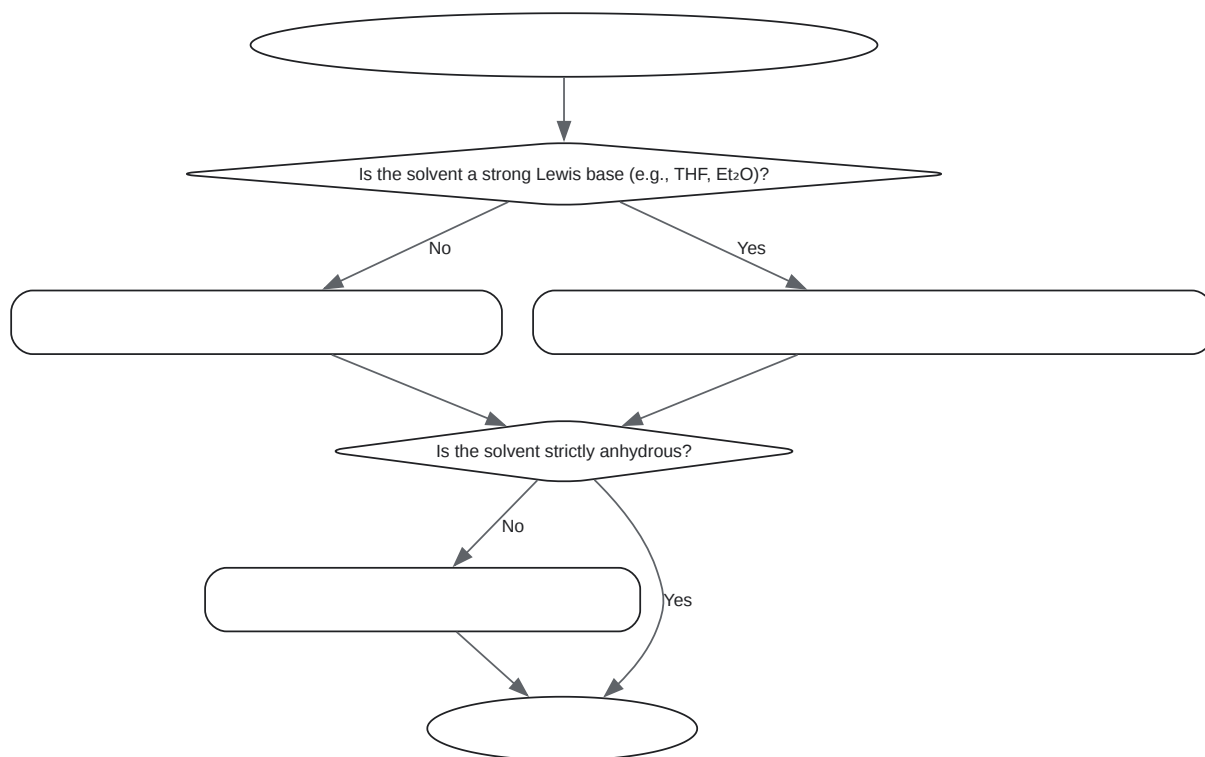 Is the solvent a strong Lewis base (e.g., THF, Et₂O)?
No
Yes
Is the solvent strictly anhydrous?
No
Yes